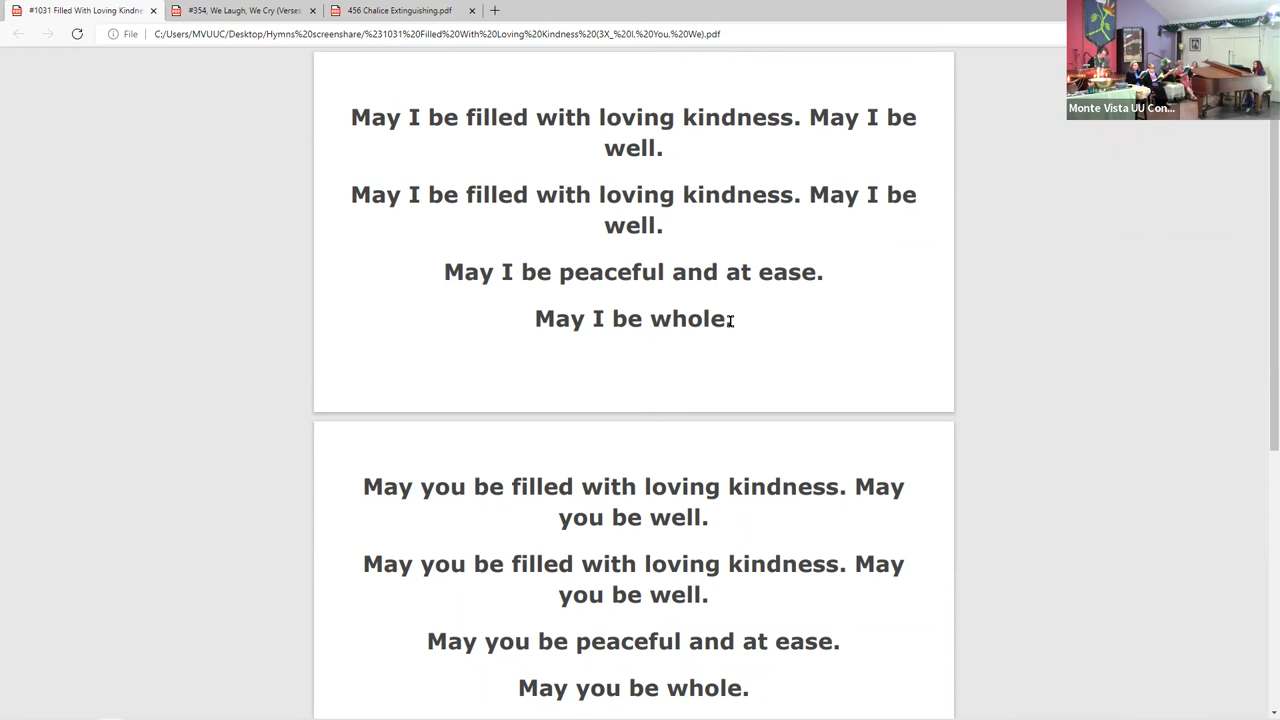 #1031 Filled With Loving Kindne
#354, We Laugh, We Cry (Verses
456 Chalice Extinguishing.pdf
File
C:/Users/MVUUC/Desktop/Hymns%20screenshare/%231031%20Filled%20With%20Loving%20Kindness%20(3X_%20I.%20You.%20We).pdf
Monte Vista UU Con...
May I be filled with loving kindness. May I be
well.
May I be filled with loving kindness. May I be
well.
May I be peaceful and at ease.
May I be whole.
May you be filled with loving kindness. May
you be well.
May you be filled with loving kindness. May
you be well.
May you be peaceful and at ease.
May you be whole.